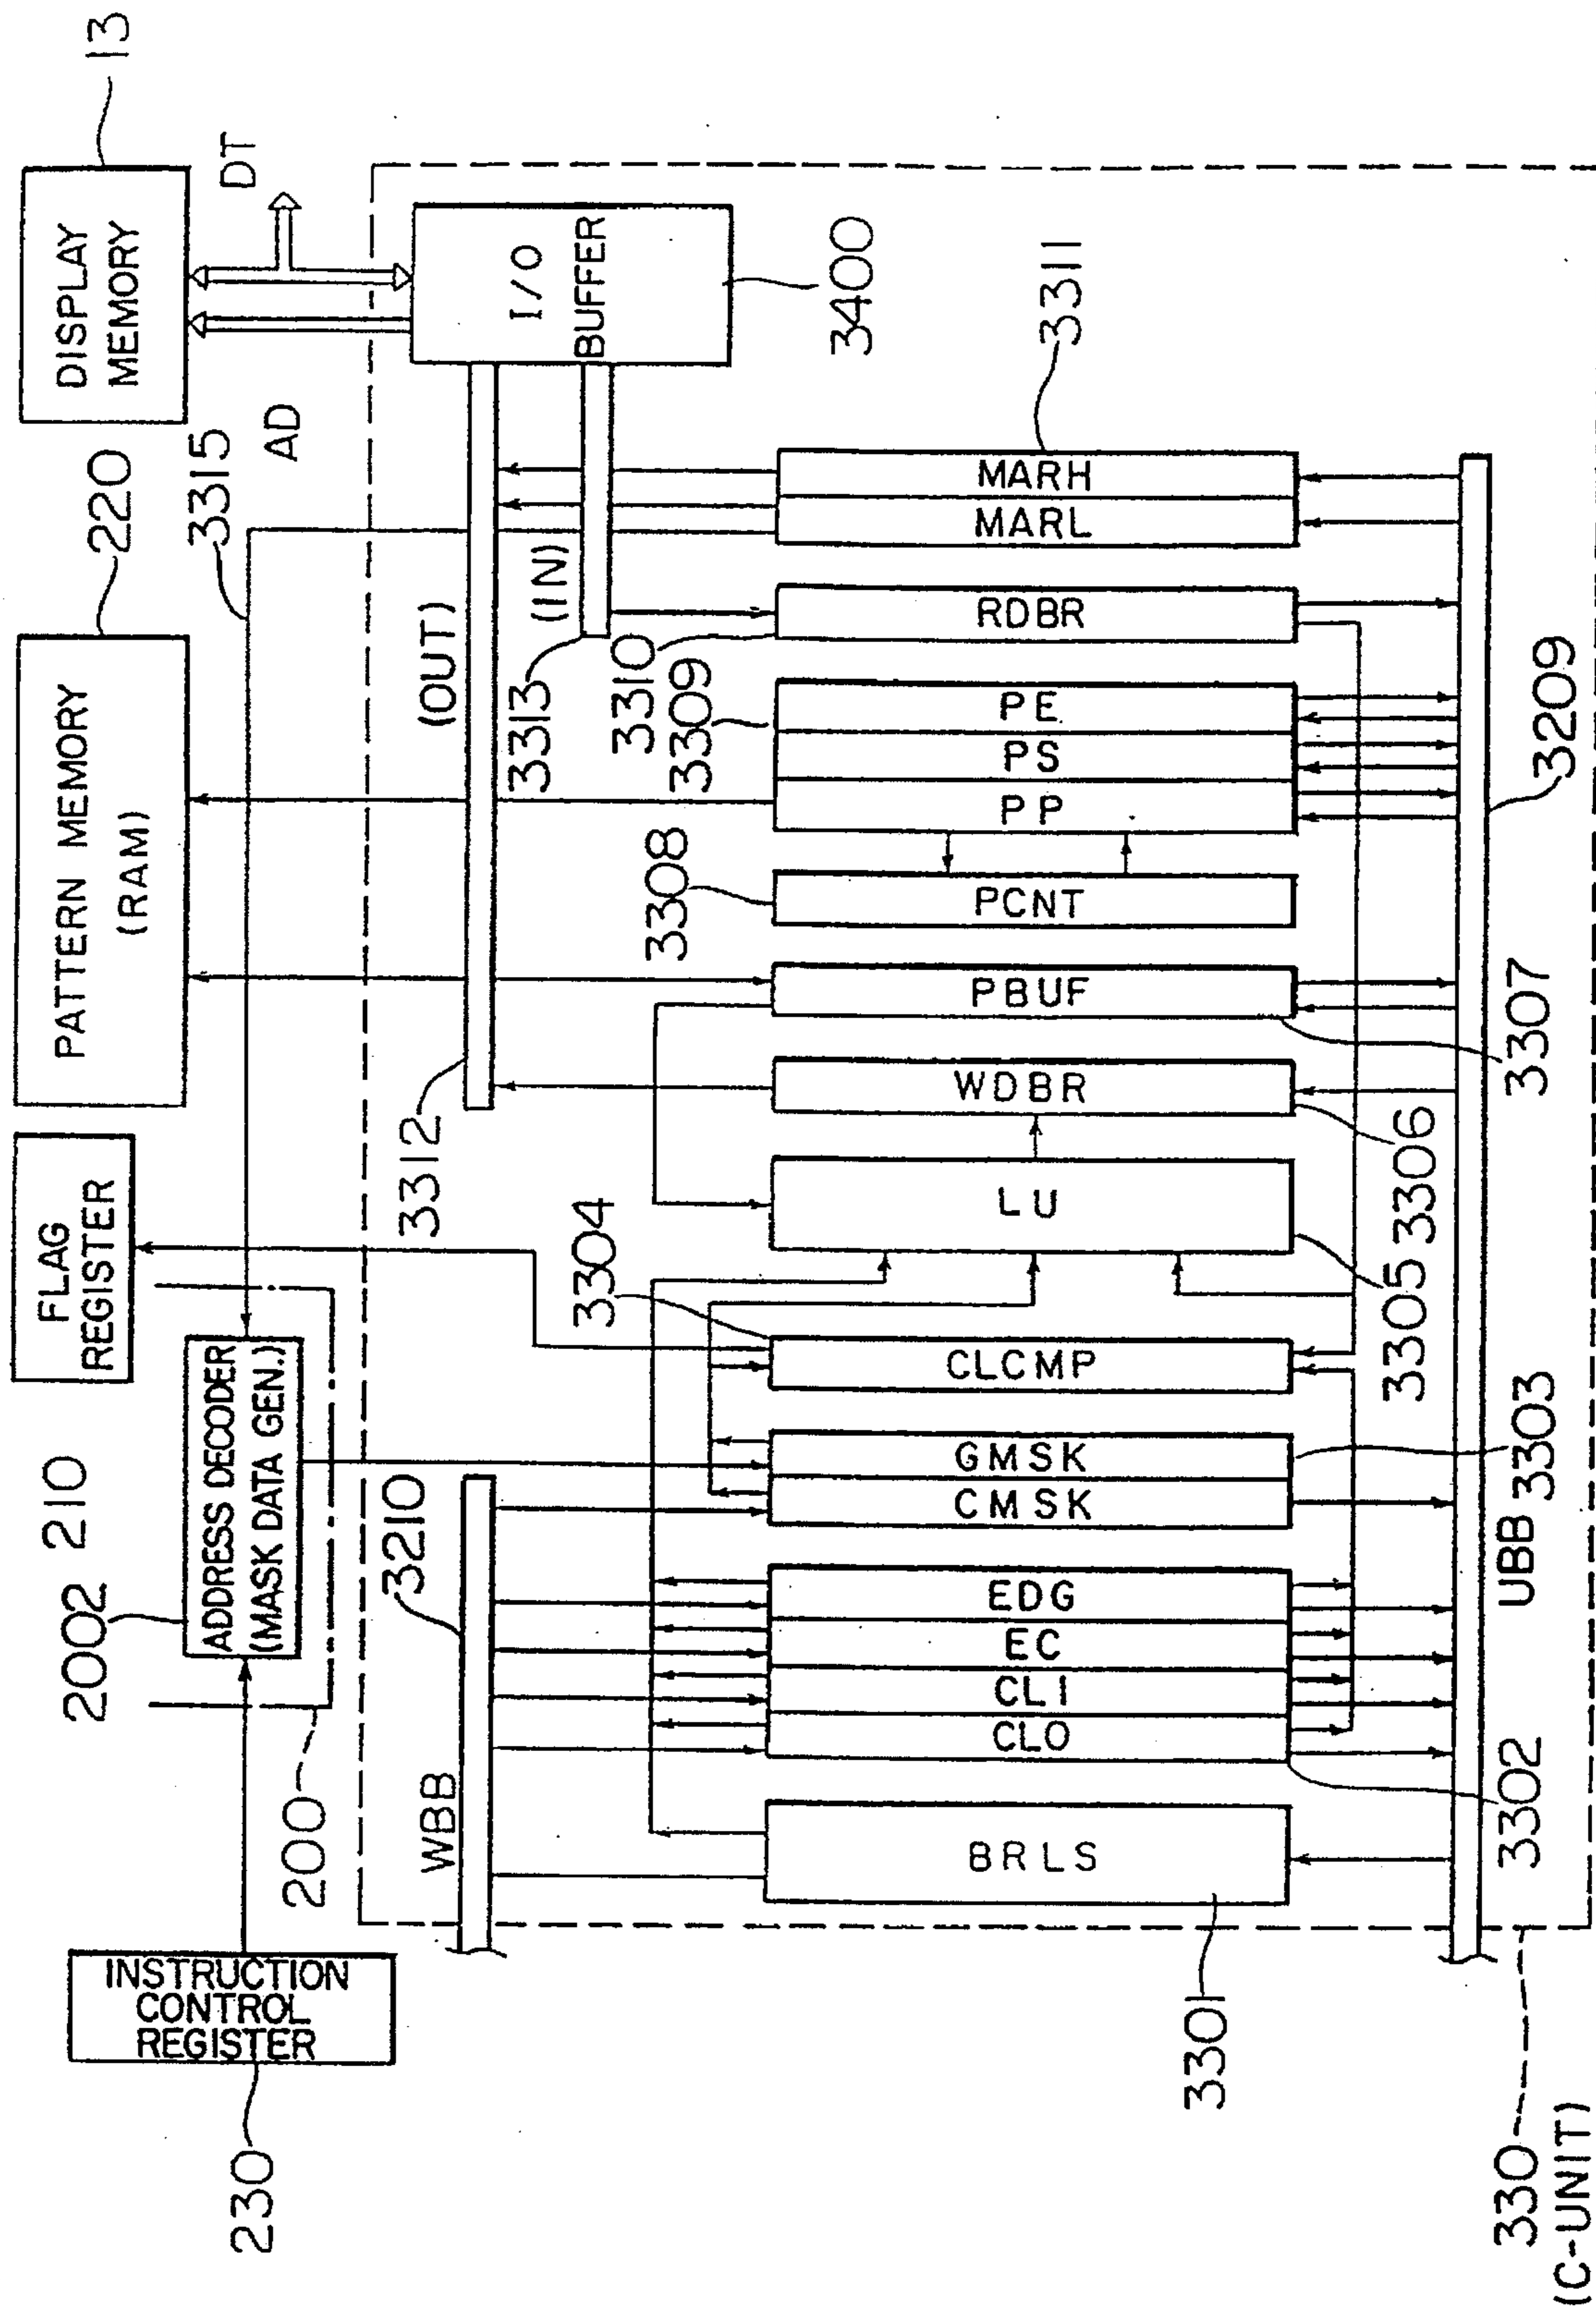 INSTRUCTION
CONTROL
REGISTER
230
200
2002
210
ADDRESS DECODER
(MASK DATA GEN.)
FLAG
REGISTER
PATTERN MEMORY
(RAM)
220
3315
DISPLAY
MEMORY
13
AD
DT
WBB
3210
3312
(OUT)
3313
(IN)
I/O
BUFFER
3400
3304
3308
3310
3309
3311
BRLS
CLO
CLI
EC
EDG
CMSK
GMSK
CLCMP
LU
WDBR
PBUF
PCNT
PP
PS
PE
RDBR
MARL
MARH
3301
3302
UBB
3303
3305
3306
3307
3209
330
(C-UNIT)